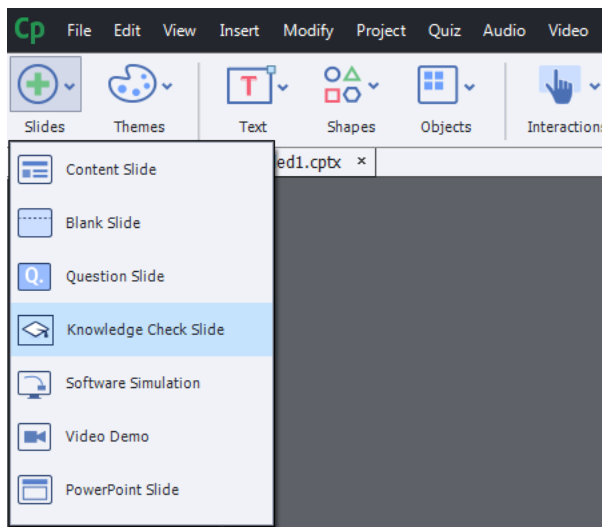 Cp File Edit View Insert Modify Project Quiz Audio Video
T
Slides Themes Text Shapes Objects Interactions
ed1.cptx ×
Content Slide
Blank Slide
Q. Question Slide
Knowledge Check Slide
Software Simulation
Video Demo
PowerPoint Slide